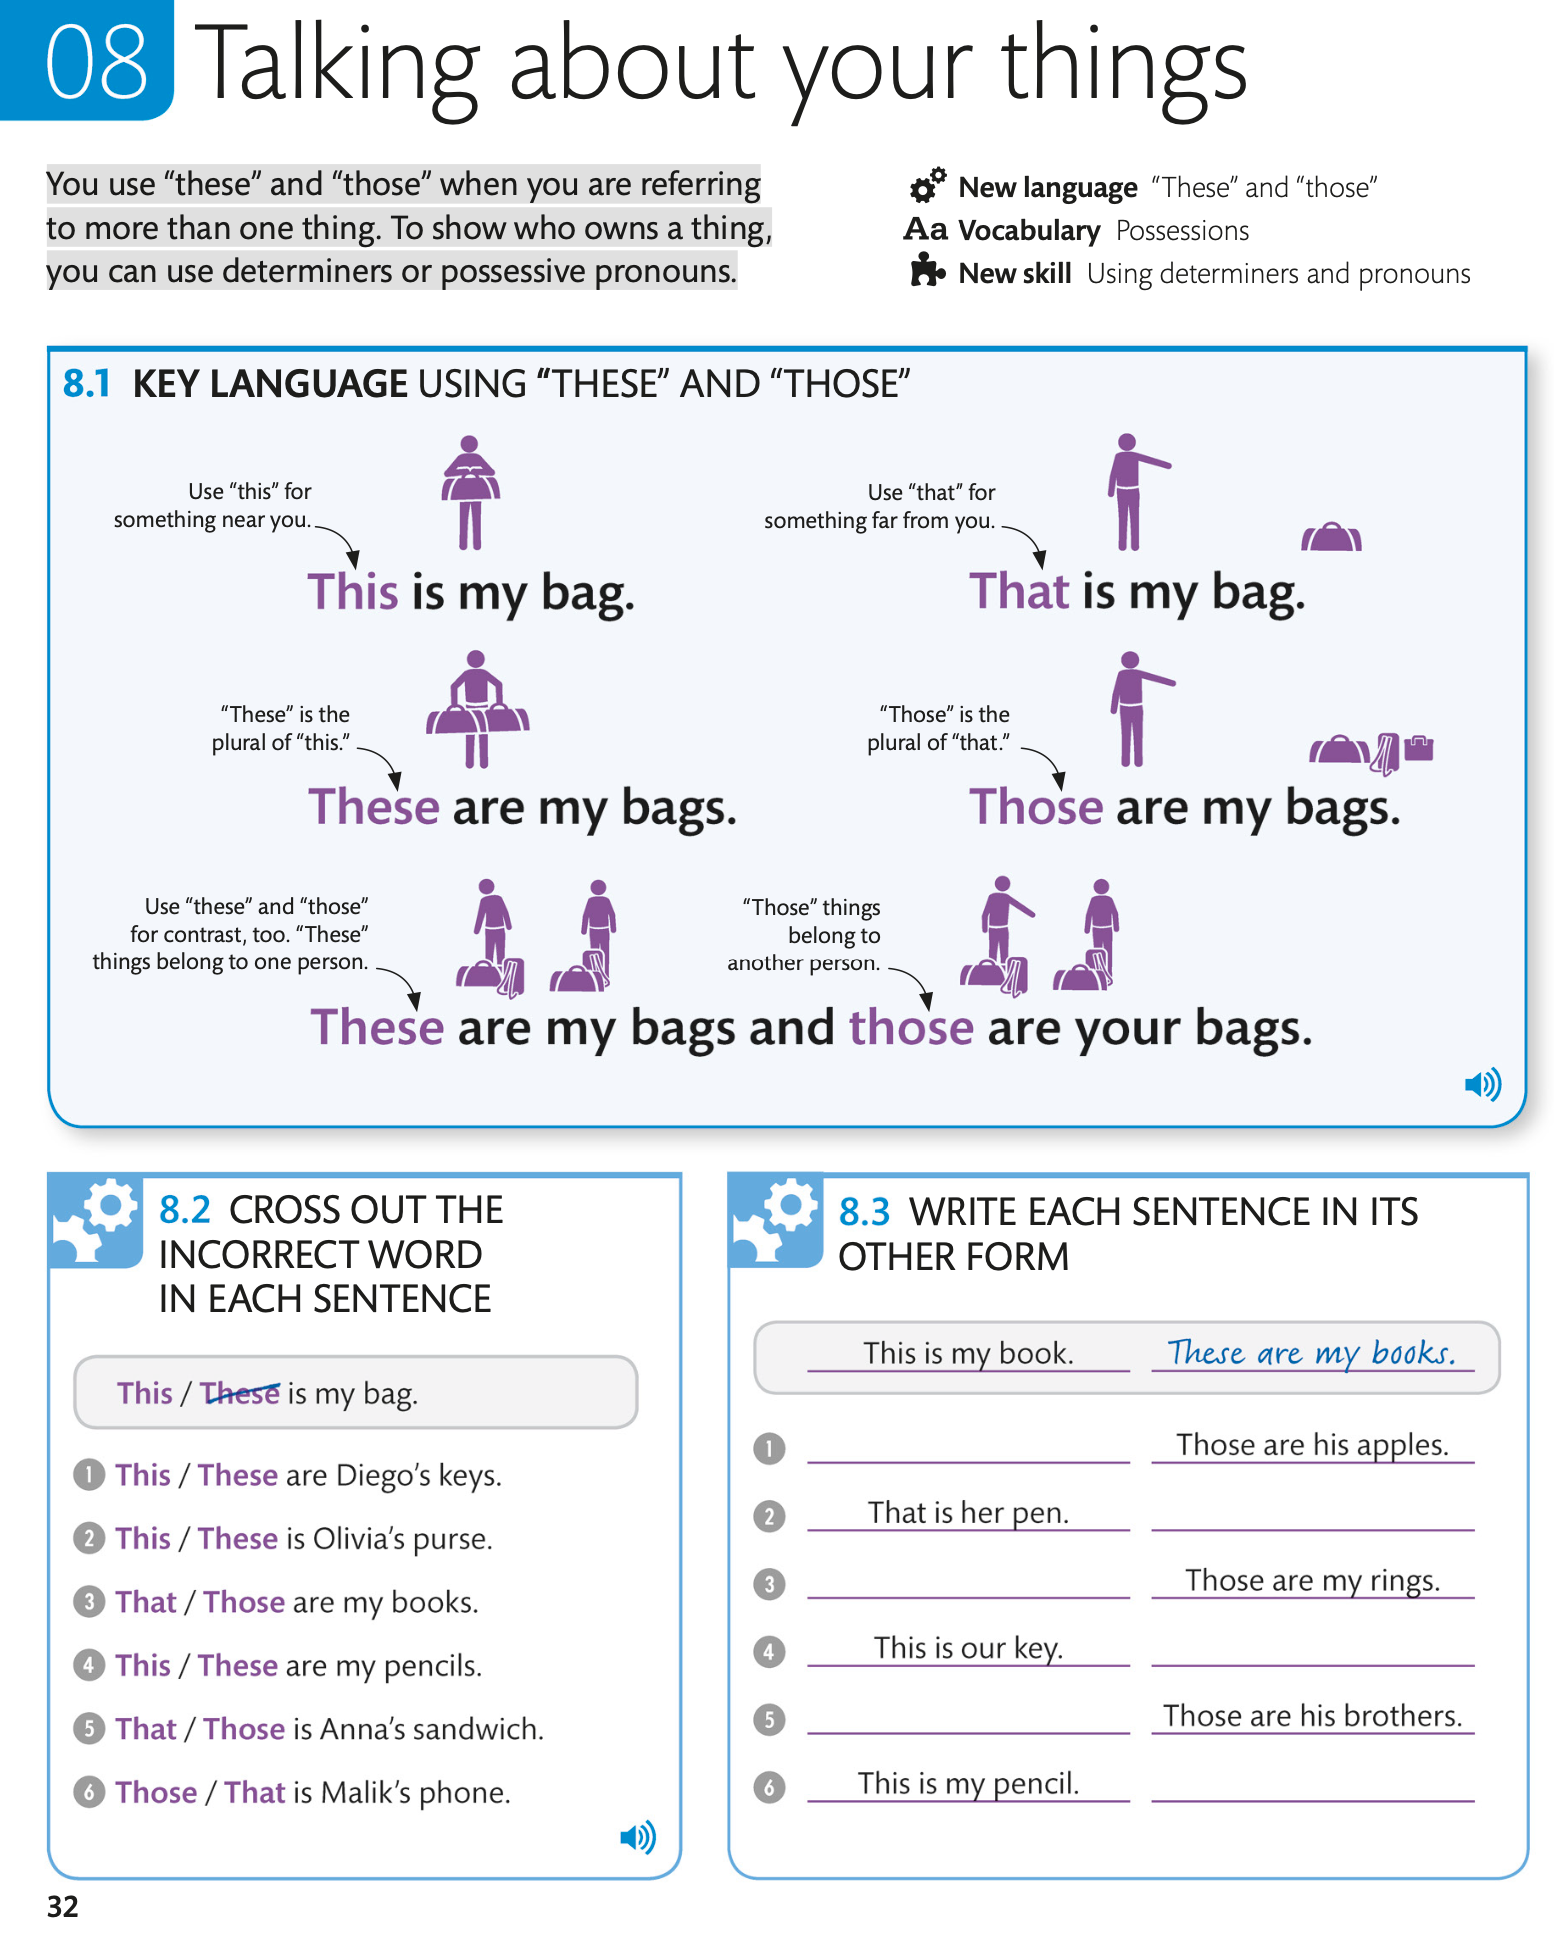 08 Talking about your things
You use “these” and “those” when you are referring
to more than one thing. To show who owns a thing,
you can use determiners or possessive pronouns.
New language “These” and “those”
Aa Vocabulary Possessions
New skill Using determiners and pronouns
8.1 KEY LANGUAGE USING “THESE” AND “THOSE”
Use “this” for
something near you.
This is my bag.
Use “that” for
something far from you.
That is my bag.
“These” is the
plural of “this.”
These are my bags.
“Those” is the
plural of “that.”
Those are my bags.
Use “these” and “those”
for contrast, too. “These”
things belong to one person.
“Those” things
belong to
another person.
These are my bags and those are your bags.
8.2 CROSS OUT THE
INCORRECT WORD
IN EACH SENTENCE
This / These is my bag.
1 This / These are Diego’s keys.
2 This / These is Olivia’s purse.
3 That / Those are my books.
4 This / These are my pencils.
5 That / Those is Anna’s sandwich.
6 Those / That is Malik’s phone.
8.3 WRITE EACH SENTENCE IN ITS
OTHER FORM
This is my book. These are my books.
1 Those are his apples.
2 That is her pen.
3 Those are my rings.
4 This is our key.
5 Those are his brothers.
6 This is my pencil.
32